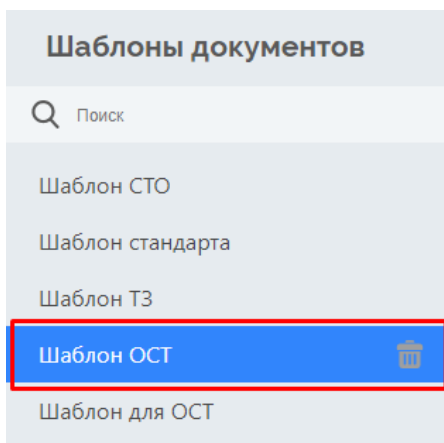 Шаблоны документов
Поиск
Шаблон СТО
Шаблон стандарта
Шаблон ТЗ
Шаблон ОСТ
Шаблон для ОСТ